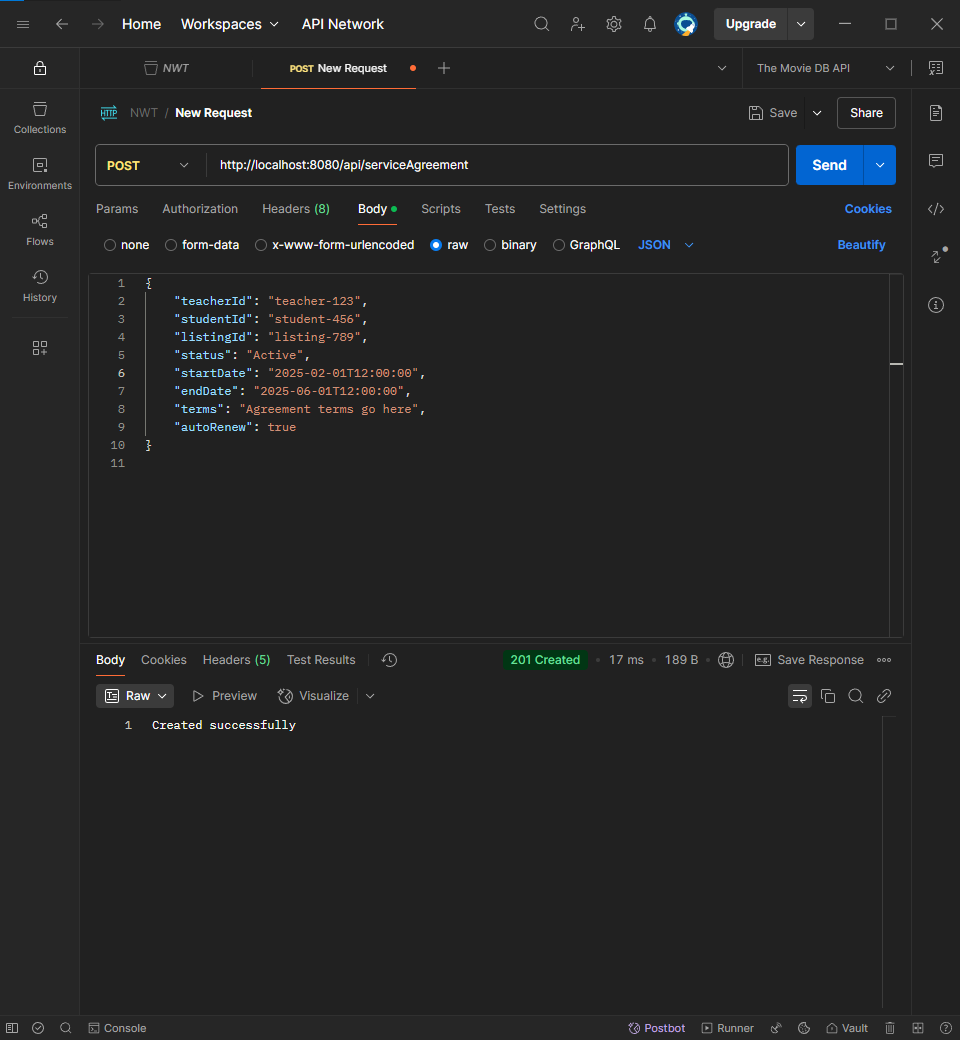 Home Workspaces API Network Upgrade
NWT POST New Request The Movie DB API
HTTP NWT / New Request Save Share
POST http://localhost:8080/api/serviceAgreement Send
Params Authorization Headers (8) Body Scripts Tests Settings Cookies
none form-data x-www-form-urlencoded raw binary GraphQL JSON Beautify
Collections
Environments
Flows
History
1 {
2 "teacherId": "teacher-123",
3 "studentId": "student-456",
4 "listingId": "listing-789",
5 "status": "Active",
6 "startDate": "2025-02-01T12:00:00",
7 "endDate": "2025-06-01T12:00:00",
8 "terms": "Agreement terms go here",
9 "autoRenew": true
10 }
11
Body Cookies Headers (5) Test Results 201 Created • 17 ms • 189 B • e.g. Save Response
Raw Preview Visualize
1 Created successfully
Console Postbot Runner Vault